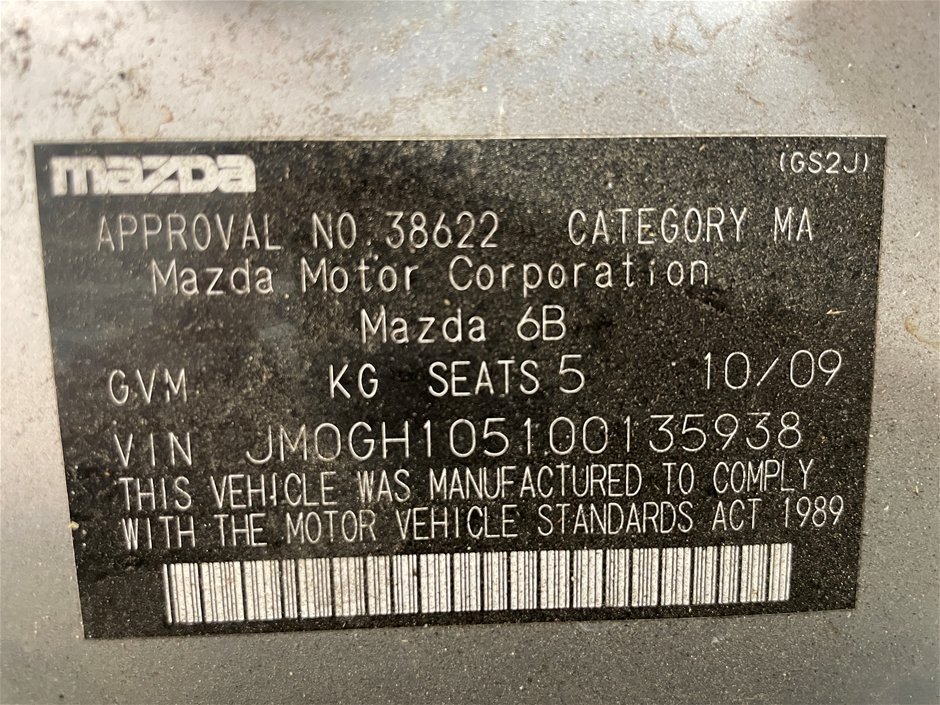 mazda (GS2J)
APPROVAL NO. 38622 CATEGORY MA
Mazda Motor Corporation
Mazda 6B
GVM KG SEATS 5 10/09
VIN JM0GH105100135938
THIS VEHICLE WAS MANUFACTURED TO COMPLY
WITH THE MOTOR VEHICLE STANDARDS ACT 1989